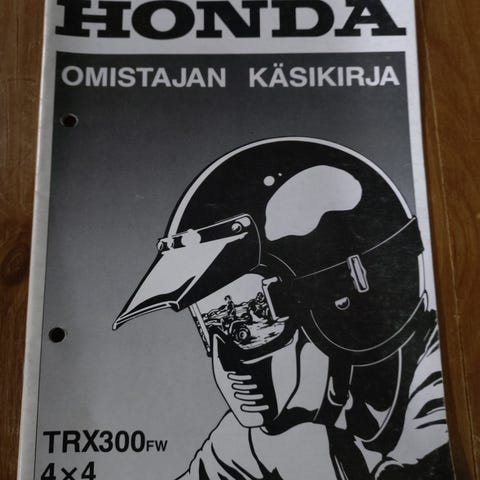 HONDA
OMISTAJAN KÄSIKIRJA
TRX300FW
4×4